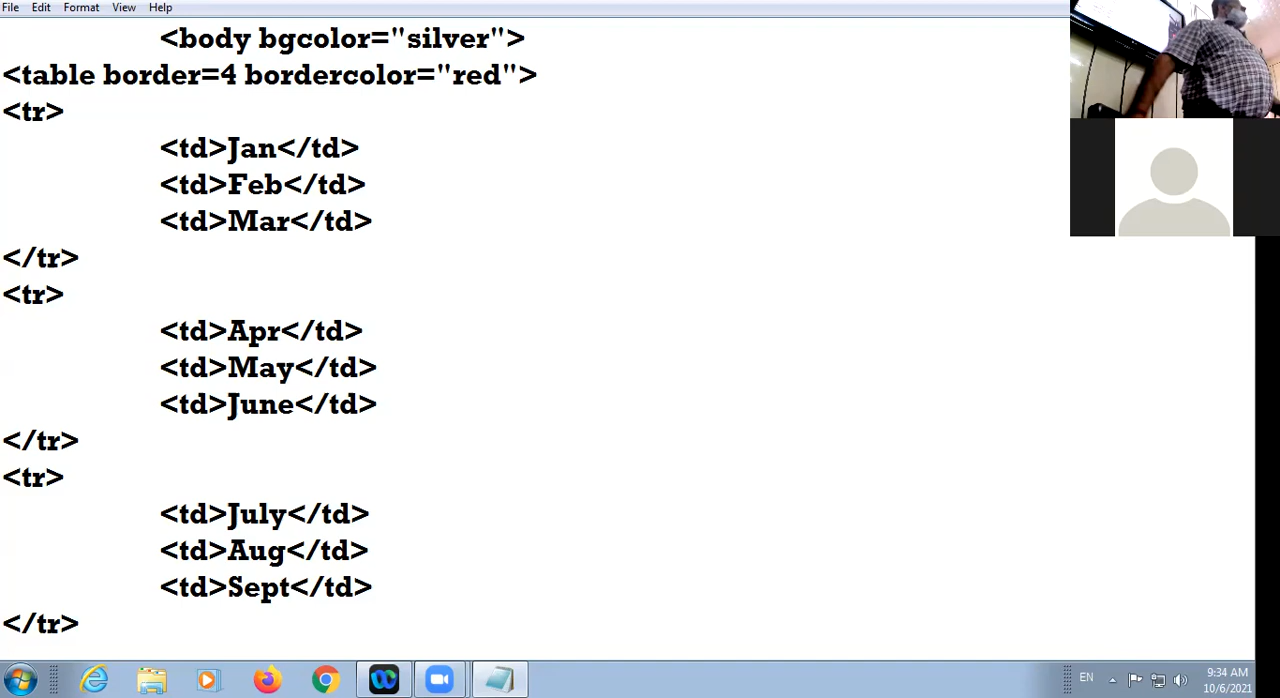 File Edit Format View Help
<body bgcolor="silver">
<table border=4 bordercolor="red">
<tr>
<td>Jan</td>
<td>Feb</td>
<td>Mar</td>
</tr>
<tr>
<td>Apr</td>
<td>May</td>
<td>June</td>
</tr>
<tr>
<td>July</td>
<td>Aug</td>
<td>Sept</td>
</tr>
EN
9:34 AM
10/6/2021